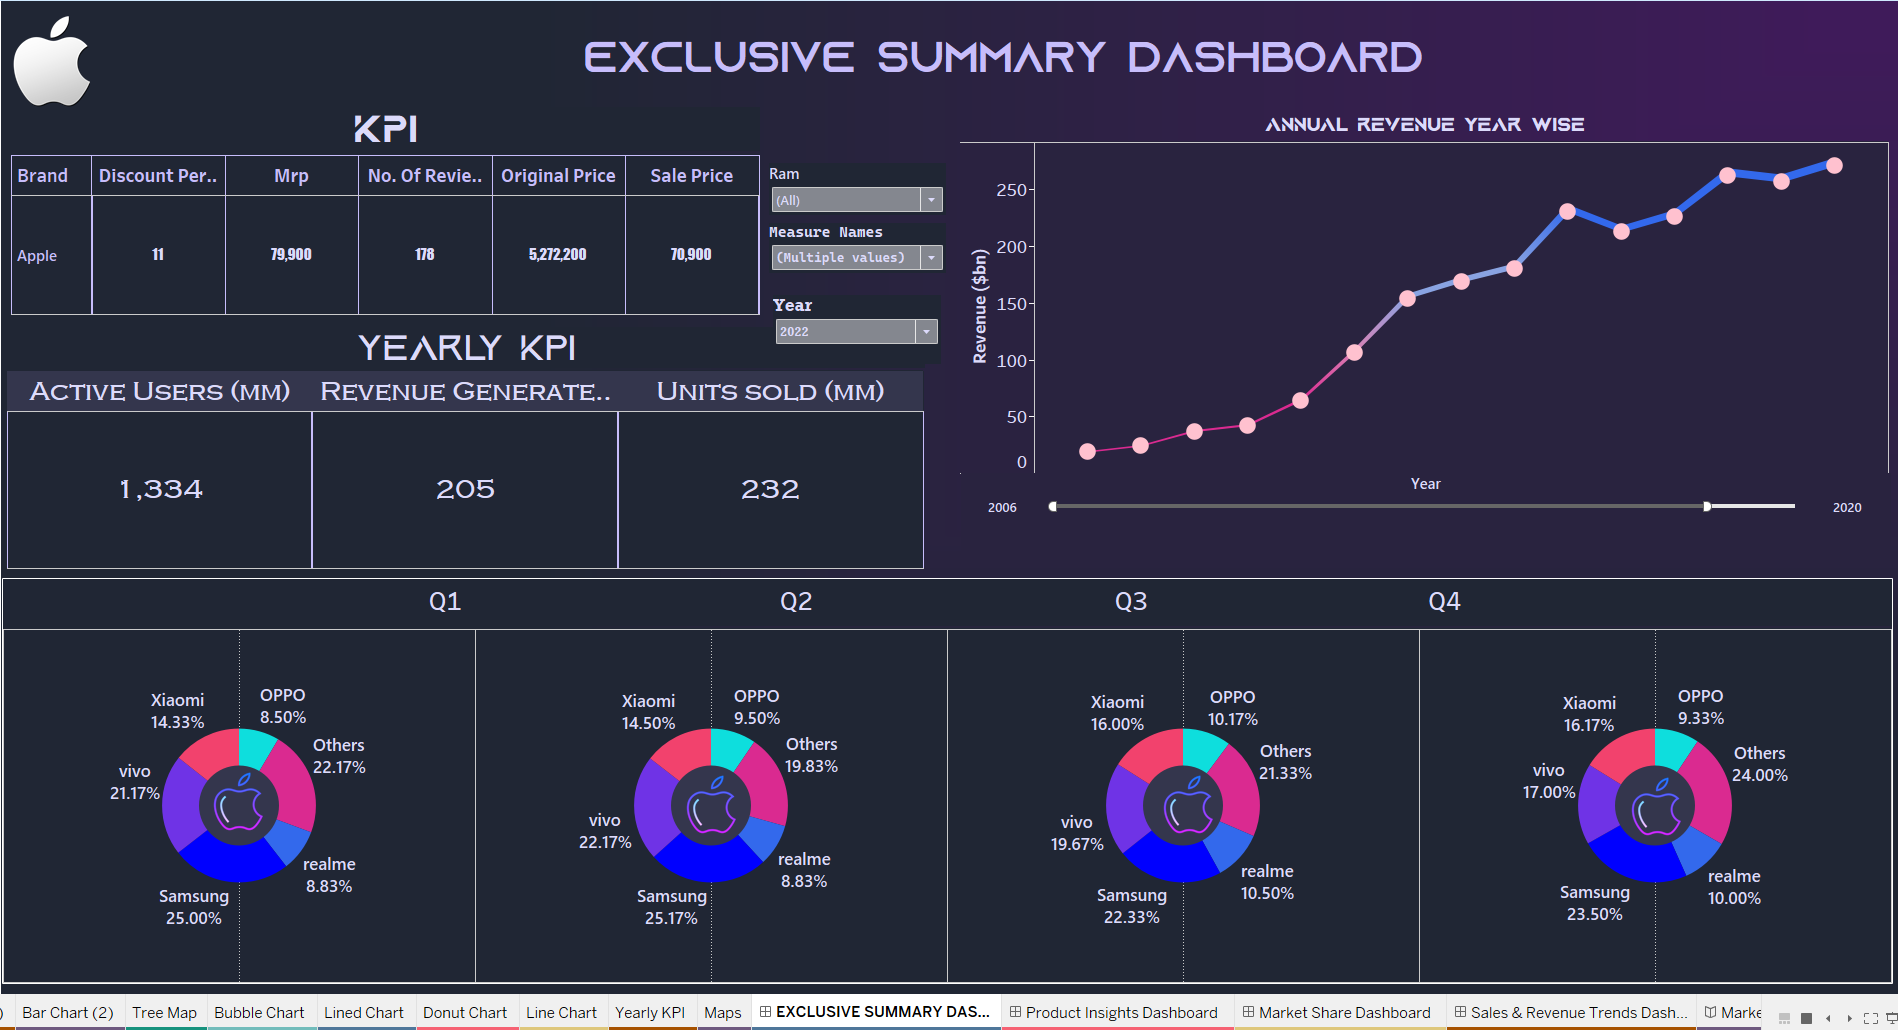 EXCLUSIVE SUMMARY DASHBOARD
KPI
Brand Discount Per.. Mrp No. Of Revie.. Original Price Sale Price
Apple 11 79,900 178 5,272,200 70,900
Ram
(All)
Measure Names
(Multiple values)
Year
2022
YEARLY KPI
Active Users (mm) Revenue Generate.. Units sold (mm)
1,334 205 232
ANNUAL REVENUE YEAR WISE
Revenue ($bn)
250
200
150
100
50
0
Year
2006 2020
Q1 Q2 Q3 Q4
Xiaomi
14.33%
OPPO
8.50%
Others
22.17%
vivo
21.17%
realme
8.83%
Samsung
25.00%
Xiaomi
14.50%
OPPO
9.50%
Others
19.83%
vivo
22.17%
realme
8.83%
Samsung
25.17%
Xiaomi
16.00%
OPPO
10.17%
Others
21.33%
vivo
19.67%
realme
10.50%
Samsung
22.33%
Xiaomi
16.17%
OPPO
9.33%
Others
24.00%
vivo
17.00%
realme
10.00%
Samsung
23.50%
) Bar Chart (2) Tree Map Bubble Chart Lined Chart Donut Chart Line Chart Yearly KPI Maps EXCLUSIVE SUMMARY DAS... Product Insights Dashboard Market Share Dashboard Sales & Revenue Trends Dash... Marke